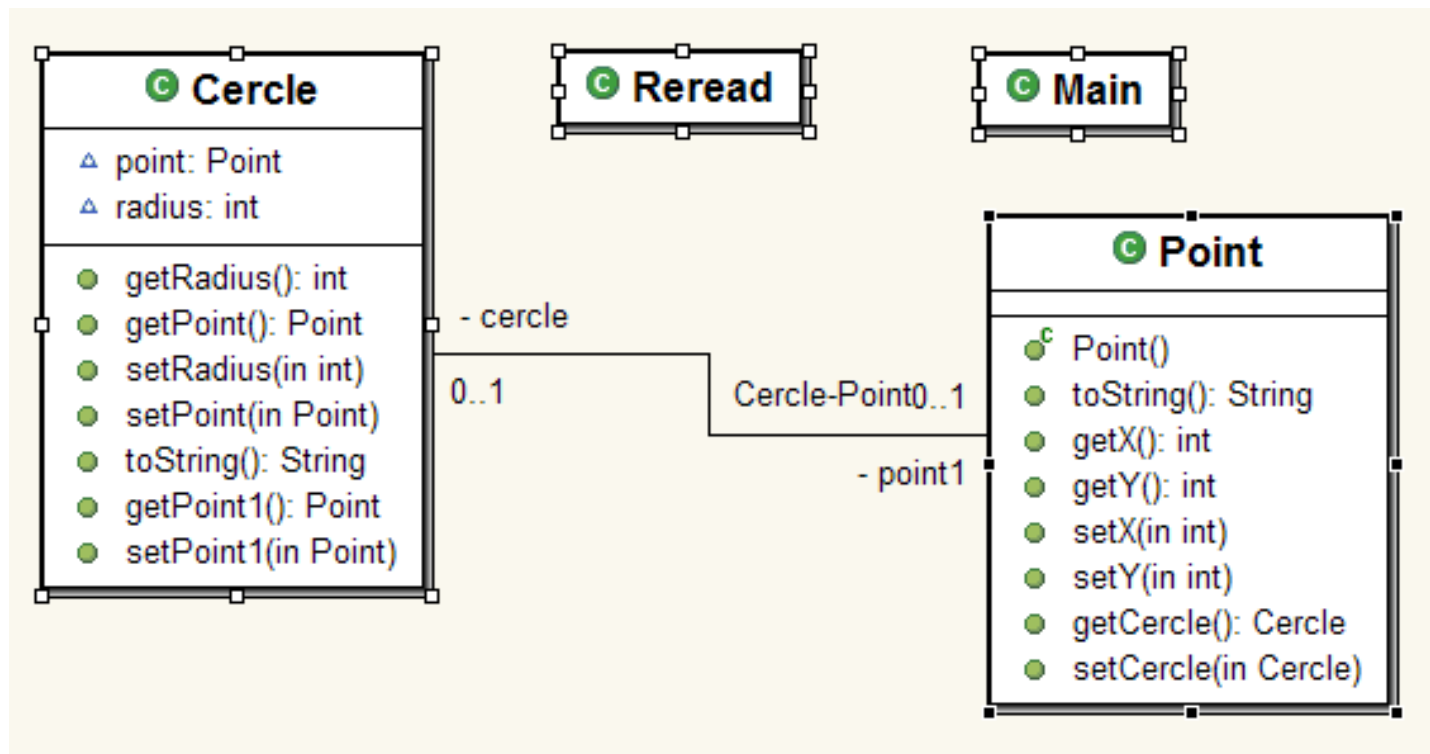 Cercle
point: Point
radius: int
getRadius(): int
getPoint(): Point
setRadius(in int)
setPoint(in Point)
toString(): String
getPoint1(): Point
setPoint1(in Point)
Reread
Main
- cercle
0..1
Cercle-Point0..1
- point1
Point
Point()
toString(): String
getX(): int
getY(): int
setX(in int)
setY(in int)
getCercle(): Cercle
setCercle(in Cercle)